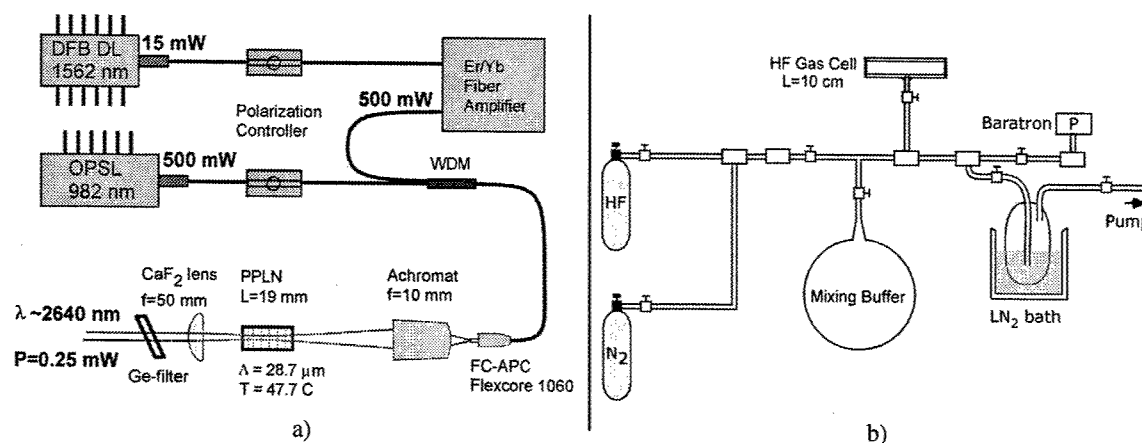 DFB DL
1562 nm
15 mW
Er/Yb
Fiber
Amplifier
500 mW
Polarization
Controller
WDM
OPSL
982 nm
500 mW
CaF₂ lens
f=50 mm
PPLN
L=19 mm
Achromat
f=10 mm
λ ~2640 nm
P=0.25 mW
Ge-filter
Λ = 28.7 µm
T = 47.7 C
FC-APC
Flexcore 1060
a)
HF Gas Cell
L=10 cm
Baratron
P
HF
Mixing Buffer
Pump
N₂
LN₂ bath
b)